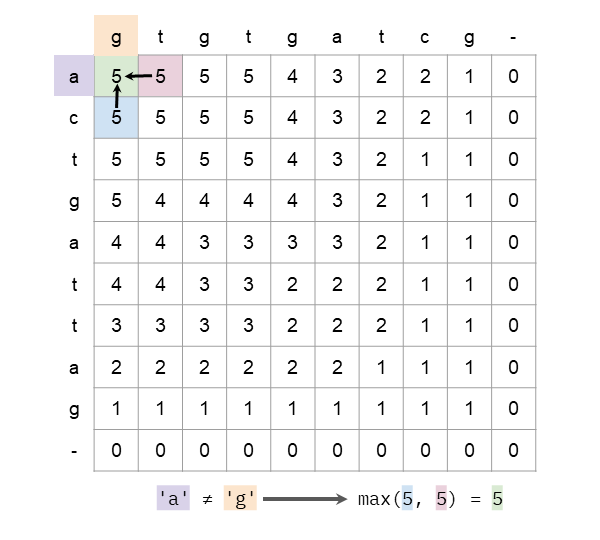 g t g t g a t c g -
a 5 5 5 5 4 3 2 2 1 0
c 5 5 5 5 4 3 2 2 1 0
t 5 5 5 5 4 3 2 1 1 0
g 5 4 4 4 4 3 2 1 1 0
a 4 4 3 3 3 3 2 1 1 0
t 4 4 3 3 2 2 2 1 1 0
t 3 3 3 3 2 2 2 1 1 0
a 2 2 2 2 2 2 1 1 1 0
g 1 1 1 1 1 1 1 1 1 0
- 0 0 0 0 0 0 0 0 0 0
'a' ≠ 'g' ⟶ max(5, 5) = 5